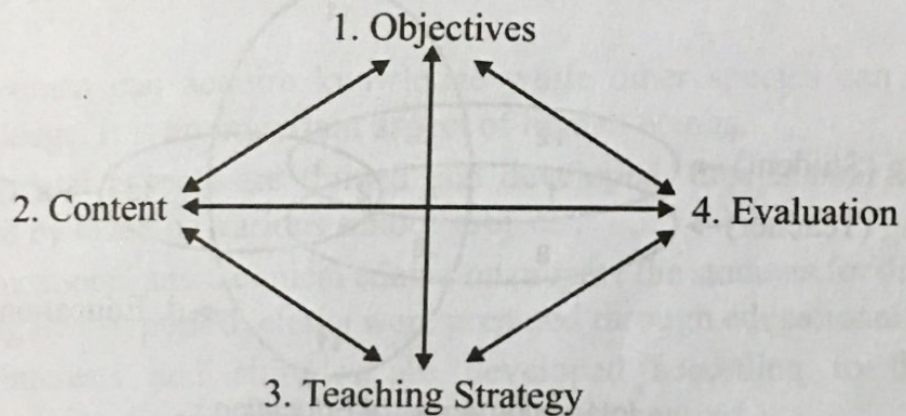 1. Objectives
2. Content
4. Evaluation
3. Teaching Strategy